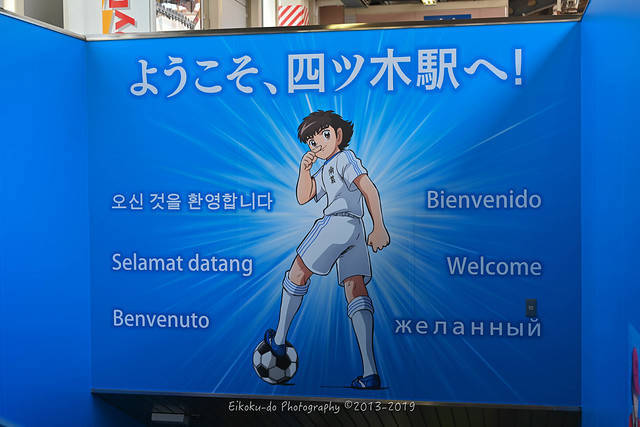 ようこそ、四ツ木駅へ!
오신 것을 환영합니다
Bienvenido
Selamat datang
Welcome
Benvenuto
желанный
Eikoku-do Photography ©2013-2019